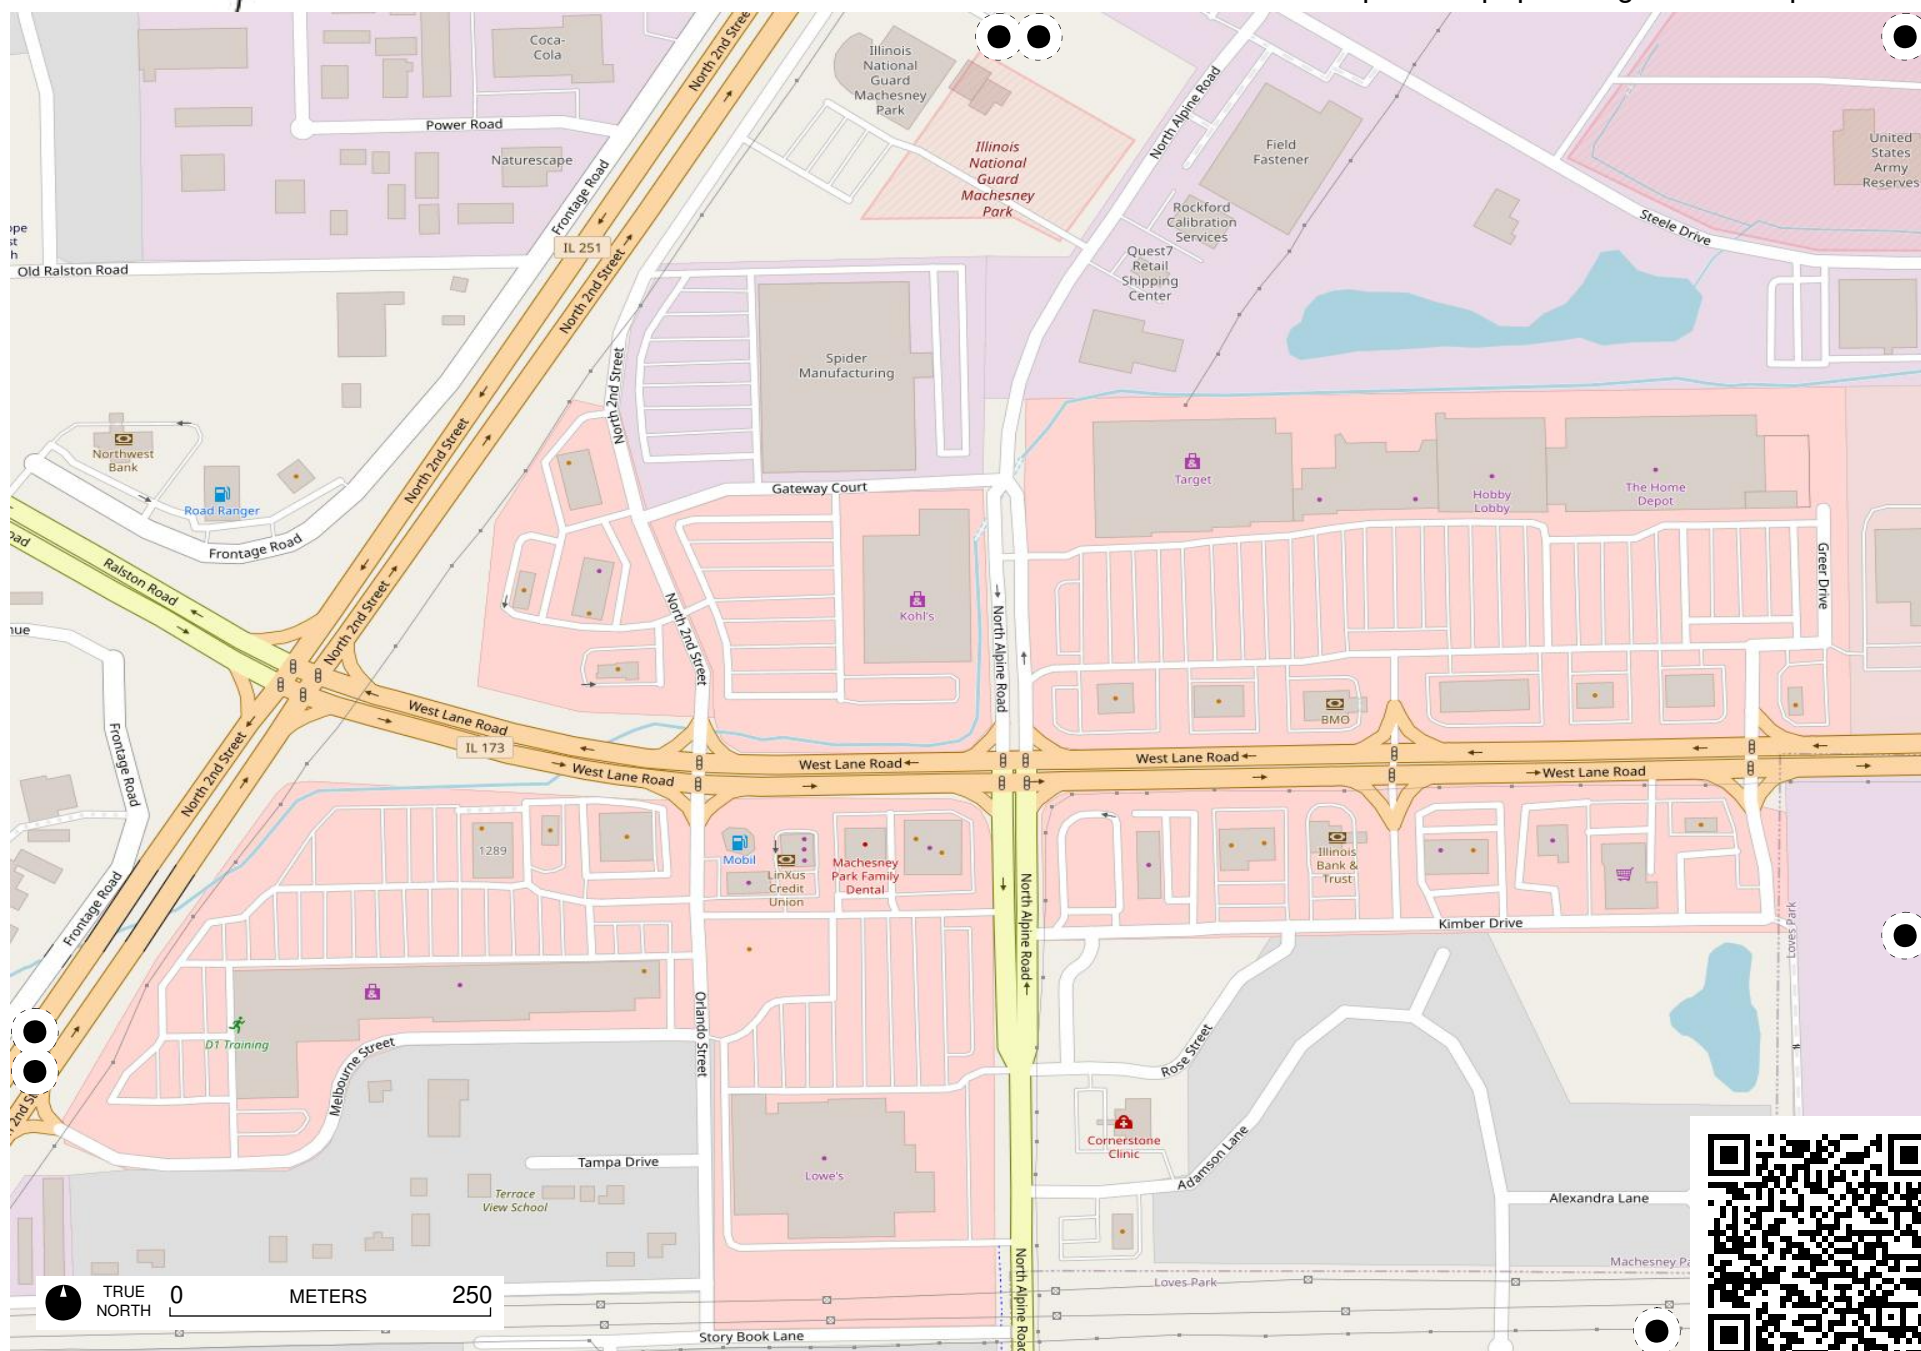 North 2nd Street
Coca-
Cola
Illinois
National
Guard
Machesney
Park
North Alpine Road
Power Road
Naturescape
Field
Fastener
United
States
Army
Reserves
Illinois
National
Guard
Machesney
Park
Frontage Road
Rockford
Calibration
Services
Steele Drive
IL 251
Quest7
Retail
Shipping
Center
Old Ralston Road
North 2nd Street
Spider
Manufacturing
North 2nd Street
North 2nd Street
Northwest
Bank
Road Ranger
Frontage Road
Gateway Court
Target
Hobby
Lobby
The Home
Depot
Ralston Road
North 2nd Street
North 2nd Street
Kohl's
North Alpine Road
Greer Drive
West Lane Road
IL 173
West Lane Road
West Lane Road
West Lane Road
West Lane Road
BMO
Frontage Road
North 2nd Street
1289
Mobil
LinXus
Credit
Union
Machesney
Park Family
Dental
Illinois
Bank &
Trust
Frontage Road
North Alpine Road
Kimber Drive
Loves Park
D1 Training
Melbourne Street
Orlando Street
Rose Street
Cornerstone
Clinic
Adamson Lane
Tampa Drive
Lowe's
Terrace
View School
Alexandra Lane
Loves Park
North Alpine Road
TRUE
NORTH
0
METERS
250
Story Book Lane